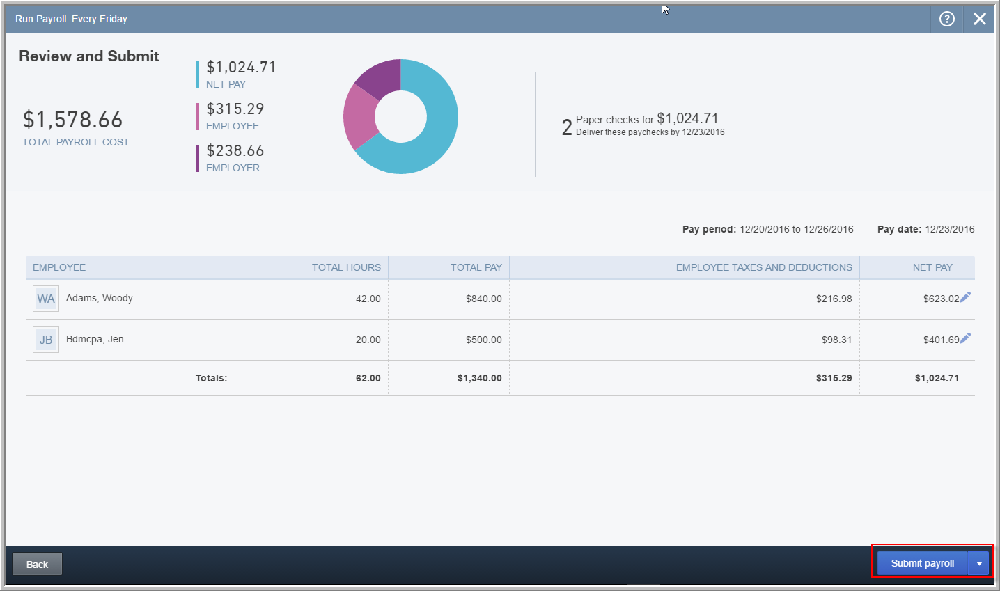 Run Payroll: Every Friday
?
Review and Submit
$1,578.66
TOTAL PAYROLL COST
$1,024.71
NET PAY
$315.29
EMPLOYEE
$238.66
EMPLOYER
2 Paper checks for $1,024.71
Deliver these paychecks by 12/23/2016
Pay period: 12/20/2016 to 12/26/2016 Pay date: 12/23/2016
EMPLOYEE TOTAL HOURS TOTAL PAY EMPLOYEE TAXES AND DEDUCTIONS NET PAY
WA Adams, Woody 42.00 $840.00 $216.98 $623.02
JB Bdmcpa, Jen 20.00 $500.00 $98.31 $401.69
Totals: 62.00 $1,340.00 $315.29 $1,024.71
Back Submit payroll